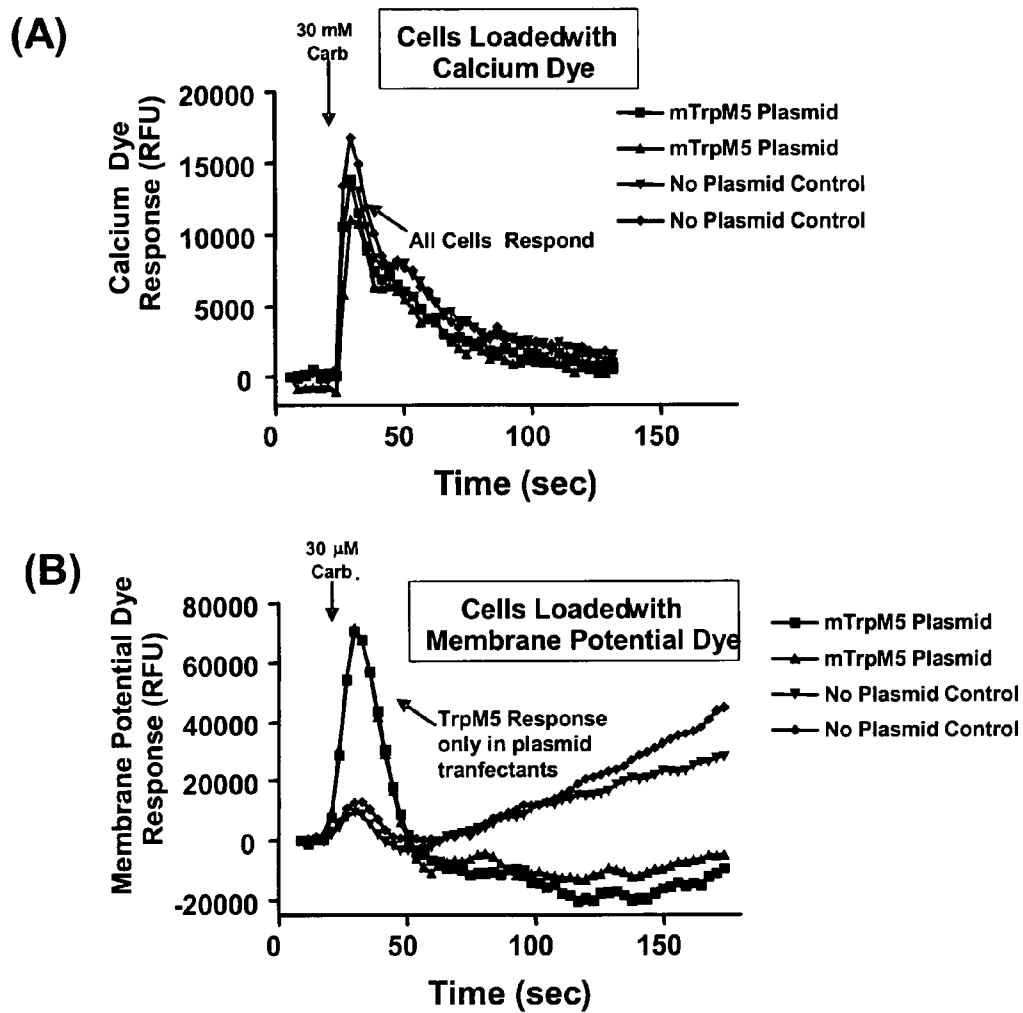 (A)
30 mM
Carb
Cells Loadedwith
Calcium Dye
20000
15000
10000
5000
0
Calcium Dye
Response (RFU)
mTrpM5 Plasmid
mTrpM5 Plasmid
No Plasmid Control
No Plasmid Control
All Cells Respond
0
50
100
150
Time (sec)
(B)
30 μM
Carb.
Cells Loadedwith
Membrane Potential Dye
80000
60000
40000
20000
0
-20000
Membrane Potential Dye
Response (RFU)
mTrpM5 Plasmid
mTrpM5 Plasmid
No Plasmid Control
No Plasmid Control
TrpM5 Response
only in plasmid
tranfectants
0
50
100
150
Time (sec)